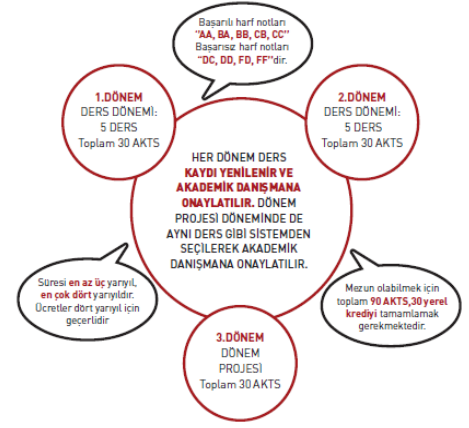 Başarılı harf notları
"AA, BA, BB, CB, CC"
Başarısız harf notları
"DC, DD, FD, FF"dir.
1.DÖNEM
DERS DÖNEMİ:
5 DERS
Toplam 30 AKTS
2.DÖNEM
DERS DÖNEMİ:
5 DERS
Toplam 30 AKTS
HER DÖNEM DERS
KAYDI YENİLENİR VE
AKADEMİK DANIŞMANA
ONAYLATILIR. DÖNEM
PROJESİ DÖNEMİNDE DE
AYNI DERS GİBİ SİSTEMDEN
SEÇİLEREK AKADEMİK
DANIŞMANA ONAYLATILIR.
Süresi en az üç yarıyıl,
en çok dört yarıyıldır.
Ücretler dört yarıyıl için
geçerlidir
Mezun olabilmek için
toplam 90 AKTS,30 yerel
krediyi tamamlamak
gerekmektedir.
3.DÖNEM
DÖNEM
PROJESİ
Toplam 30 AKTS